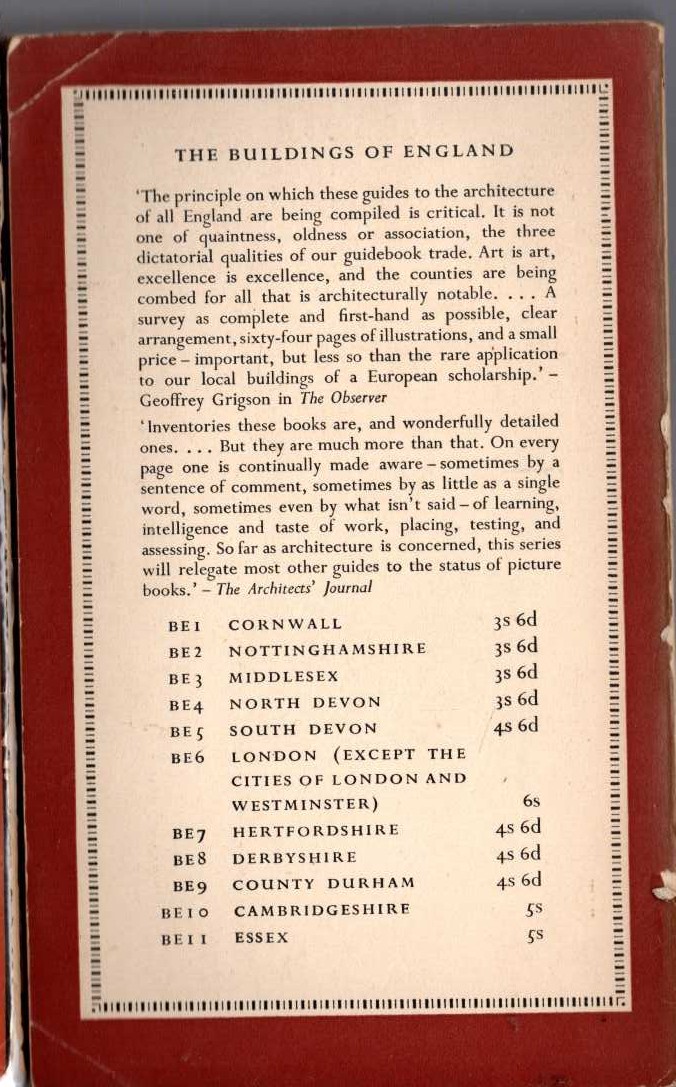 THE BUILDINGS OF ENGLAND
'The principle on which these guides to the architecture
of all England are being compiled is critical. It is not
one of quaintness, oldness or association, the three
dictatorial qualities of our guidebook trade. Art is art,
excellence is excellence, and the counties are being
combed for all that is architecturally notable. . . . A
survey as complete and first-hand as possible, clear
arrangement, sixty-four pages of illustrations, and a small
price – important, but less so than the rare application
to our local buildings of a European scholarship.' –
Geoffrey Grigson in The Observer
'Inventories these books are, and wonderfully detailed
ones. . . . But they are much more than that. On every
page one is continually made aware – sometimes by a
sentence of comment, sometimes by as little as a single
word, sometimes even by what isn't said – of learning,
intelligence and taste of work, placing, testing, and
assessing. So far as architecture is concerned, this series
will relegate most other guides to the status of picture
books.' – The Architects' Journal
BE1 CORNWALL 3s 6d
BE2 NOTTINGHAMSHIRE 3s 6d
BE3 MIDDLESEX 3s 6d
BE4 NORTH DEVON 3s 6d
BE5 SOUTH DEVON 4s 6d
BE6 LONDON (EXCEPT THE
CITIES OF LONDON AND
WESTMINSTER) 6s
BE7 HERTFORDSHIRE 4s 6d
BE8 DERBYSHIRE 4s 6d
BE9 COUNTY DURHAM 4s 6d
BE10 CAMBRIDGESHIRE 5s
BE11 ESSEX 5s